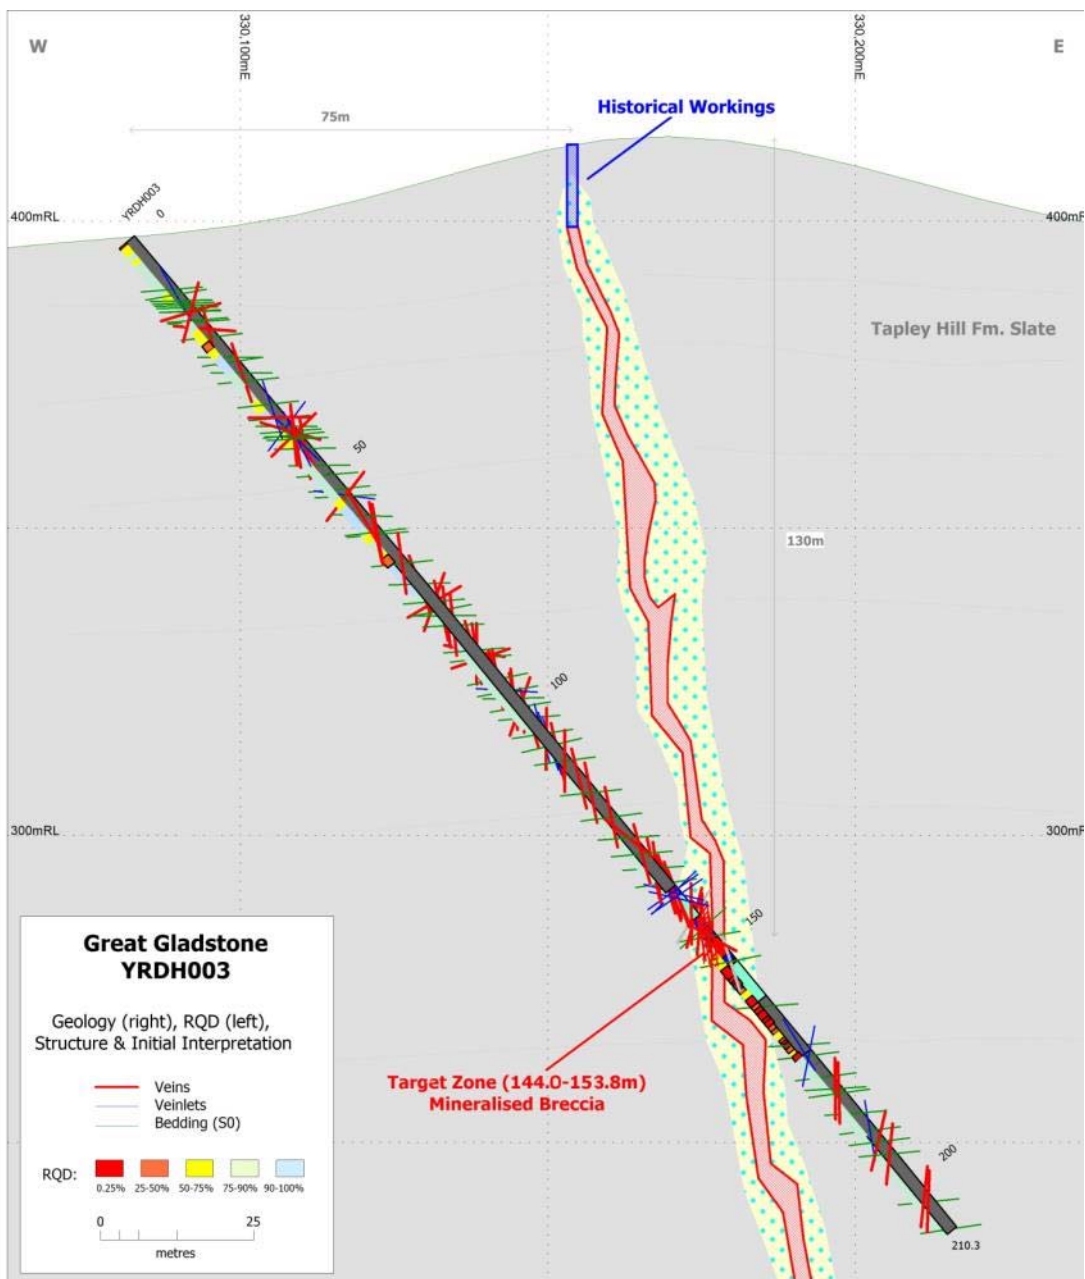 W
330,100mE
330,200mE
E
75m
Historical Workings
YRDH003
0
400mRL
Tapley Hill Fm. Slate
50
130m
100
300mRL
150
Great Gladstone
YRDH003
Geology (right), RQD (left),
Structure & Initial Interpretation
Veins
Veinlets
Bedding (S0)
RQD:
0.25% 25-50% 50-75% 75-90% 90-100%
0 25
metres
Target Zone (144.0-153.8m)
Mineralised Breccia
200
210.3